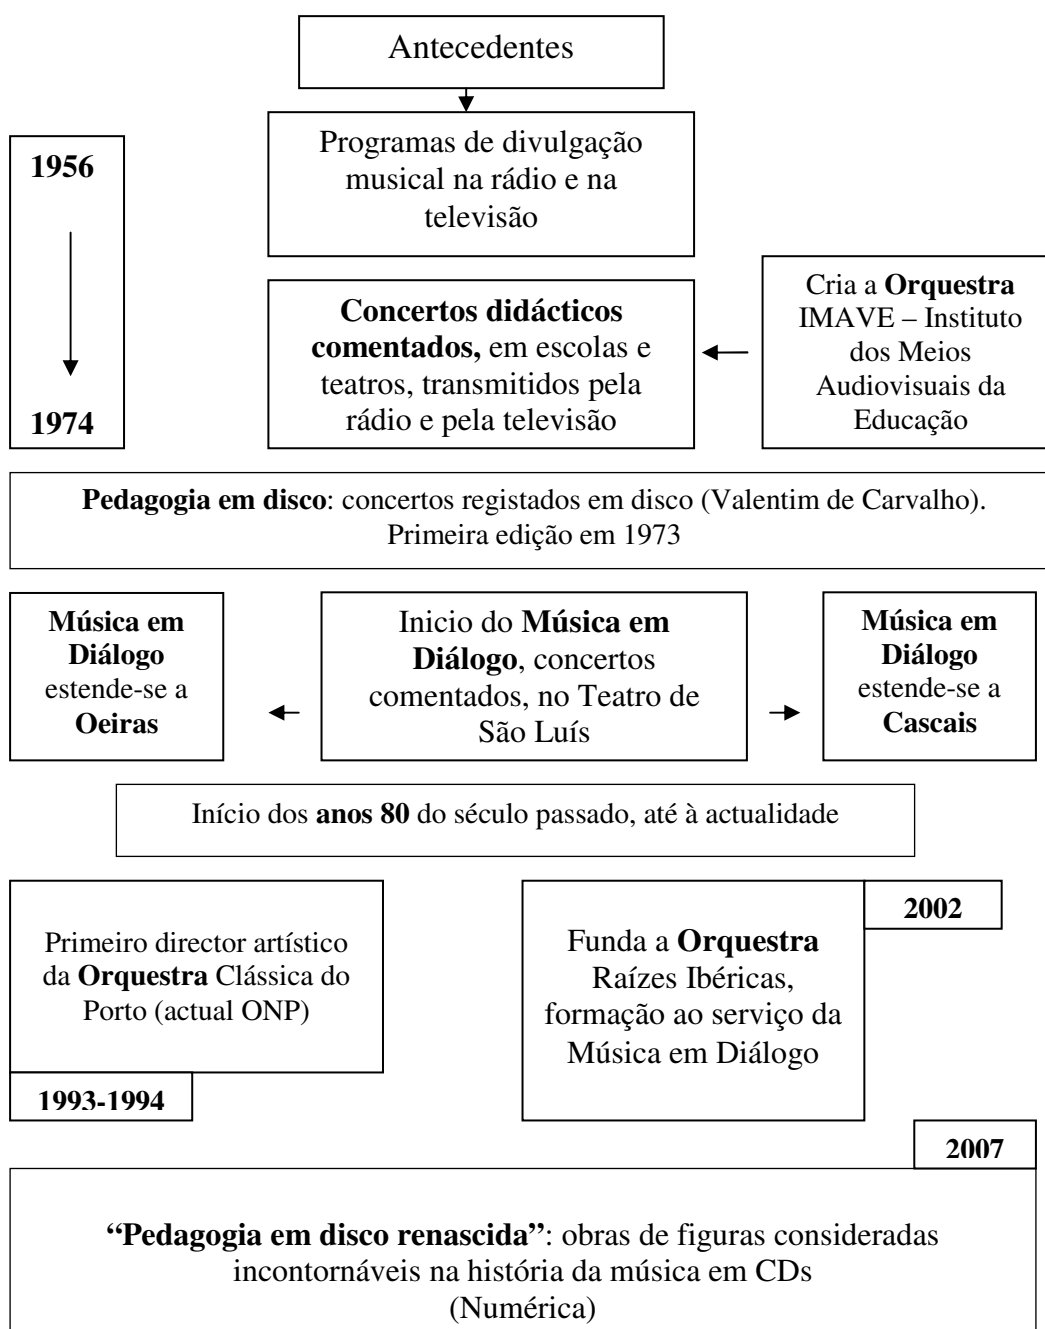 Antecedentes
Programas de divulgação
musical na rádio e na
televisão
1956
1974
Concertos didácticos
comentados, em escolas e
teatros, transmitidos pela
rádio e pela televisão
Cria a Orquestra
IMAVE – Instituto
dos Meios
Audiovisuais da
Educação
Pedagogia em disco: concertos registados em disco (Valentim de Carvalho).
Primeira edição em 1973
Música em
Diálogo
estende-se a
Oeiras
Inicio do Música em
Diálogo, concertos
comentados, no Teatro de
São Luís
Música em
Diálogo
estende-se a
Cascais
Início dos anos 80 do século passado, até à actualidade
Primeiro director artístico
da Orquestra Clássica do
Porto (actual ONP)
1993-1994
Funda a Orquestra
Raízes Ibéricas,
formação ao serviço da
Música em Diálogo
2002
2007
“Pedagogia em disco renascida”: obras de figuras consideradas
incontornáveis na história da música em CDs
(Numérica)